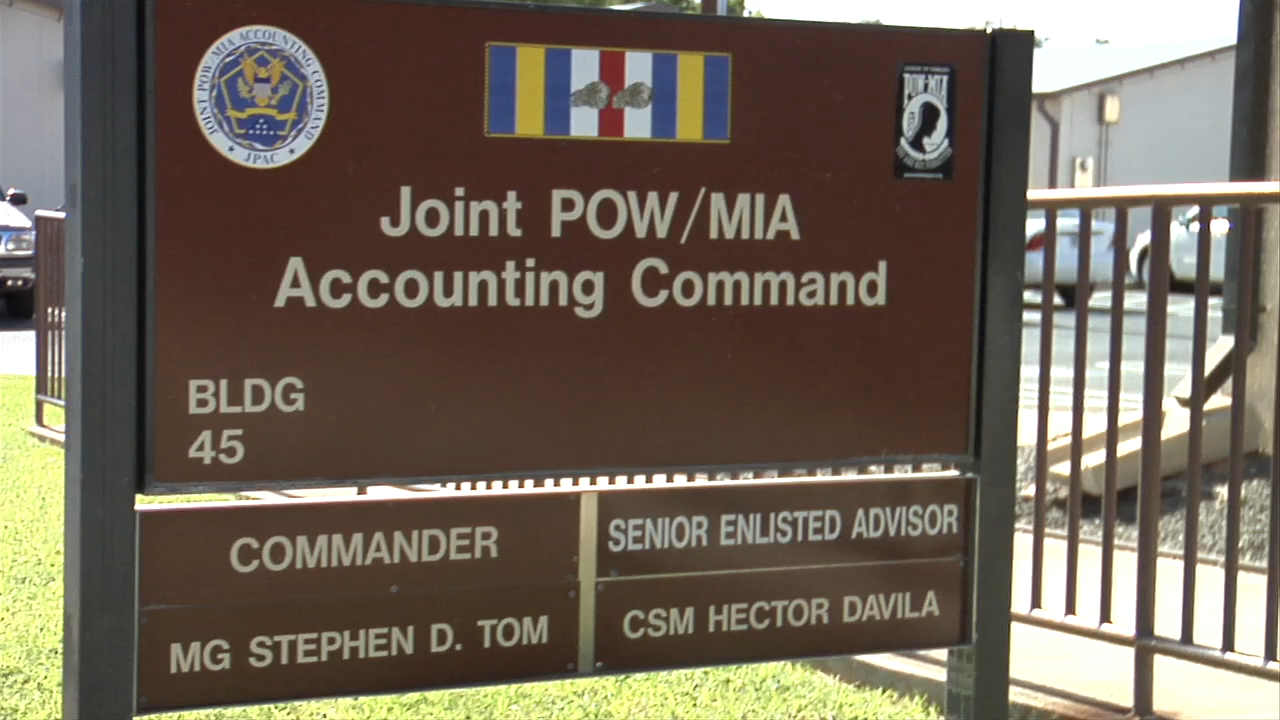 JOINT POW/MIA ACCOUNTING COMMAND
JPAC
POW★MIA
Joint POW/MIA
Accounting Command
BLDG
45
COMMANDER
SENIOR ENLISTED ADVISOR
MG STEPHEN D. TOM
CSM HECTOR DAVILA